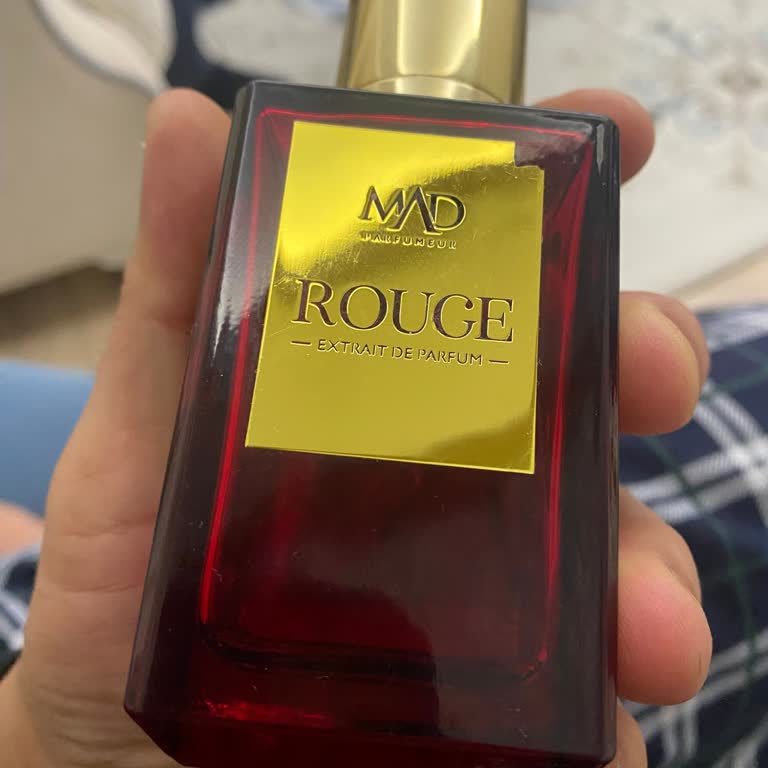 MAD
PARFUMEUR
ROUGE
— EXTRAIT DE PARFUM —